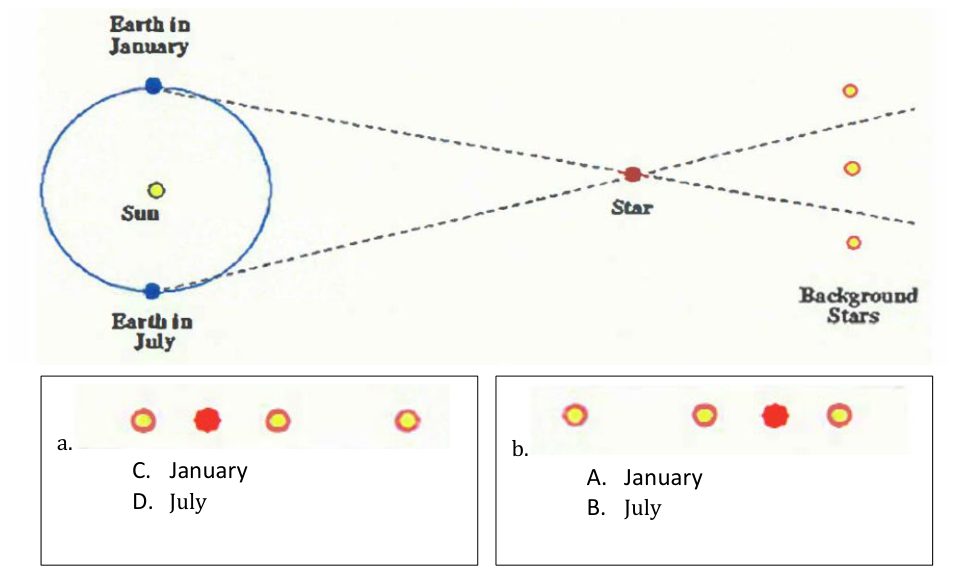 Earth in
January
Sun
Star
Earth in
July
Background
Stars
a.
C. January
D. July
b.
A. January
B. July